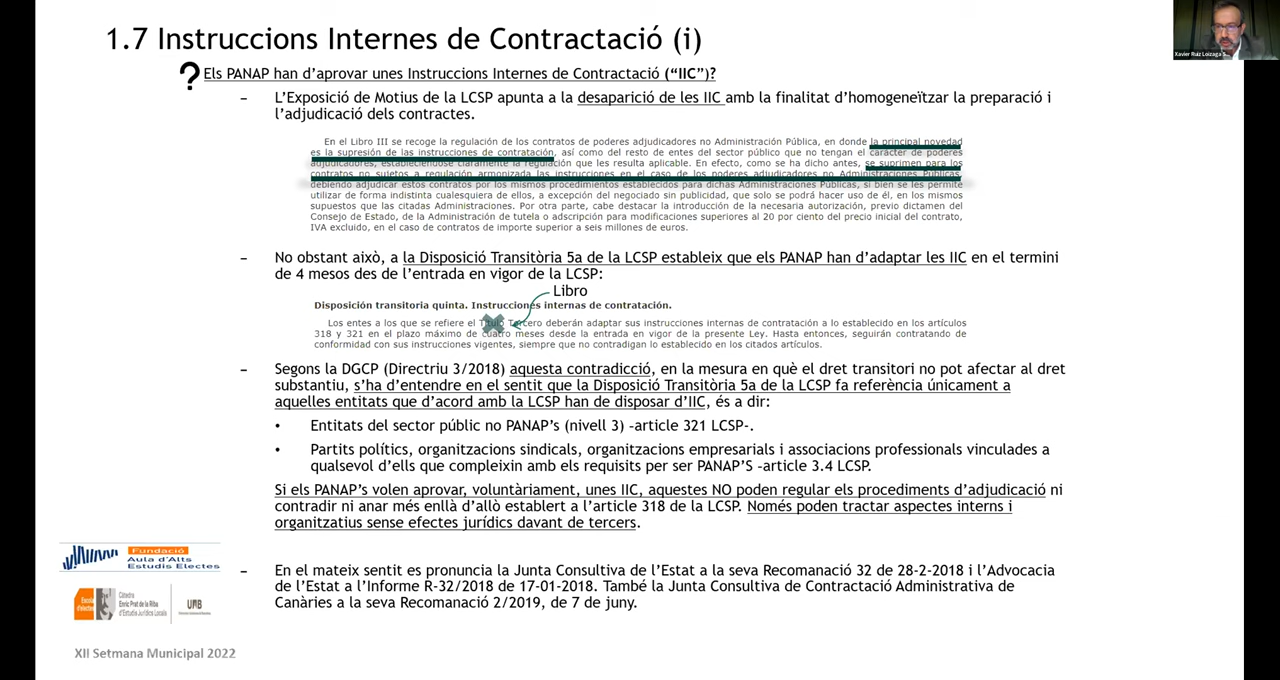 1.7 Instruccions Internes de Contractació (i)
Xavier Ruiz Loizaga S...
? Els PANAP han d'aprovar unes Instruccions Internes de Contractació ("IIC")?
– L'Exposició de Motius de la LCSP apunta a la desaparició de les IIC amb la finalitat d'homogeneïtzar la preparació i
l'adjudicació dels contractes.
En el Libro III se recoge la regulación de los contratos de poderes adjudicadores no Administración Pública, en donde la principal novedad
es la supresión de las instrucciones de contratación, así como del resto de entes del sector público que no tengan el carácter de poderes
adjudicadores, estableciéndose claramente la regulación que les resulta aplicable. En efecto, como se ha dicho antes, se suprimen para los
contratos no sujetos a regulación armonizada las instrucciones en el caso de los poderes adjudicadores no Administraciones Públicas,
debiendo adjudicar estos contratos por los mismos procedimientos establecidos para dichas Administraciones Públicas, si bien se les permite
utilizar de forma indistinta cualesquiera de ellos, a excepción del negociado sin publicidad, que solo se podrá hacer uso de él, en los mismos
supuestos que las citadas Administraciones. Por otra parte, cabe destacar la introducción de la necesaria autorización, previo dictamen del
Consejo de Estado, de la Administración de tutela o adscripción para modificaciones superiores al 20 por ciento del precio inicial del contrato,
IVA excluido, en el caso de contratos de importe superior a seis millones de euros.
– No obstant això, a la Disposició Transitòria 5a de la LCSP estableix que els PANAP han d'adaptar les IIC en el termini
de 4 mesos des de l'entrada en vigor de la LCSP:
Libro
Disposición transitoria quinta. Instrucciones internas de contratación.
Los entes a los que se refiere el Título Tercero deberán adaptar sus instrucciones internas de contratación a lo establecido en los artículos
318 y 321 en el plazo máximo de cuatro meses desde la entrada en vigor de la presente Ley. Hasta entonces, seguirán contratando de
conformidad con sus instrucciones vigentes, siempre que no contradigan lo establecido en los citados artículos.
– Segons la DGCP (Directriu 3/2018) aquesta contradicció, en la mesura en què el dret transitori no pot afectar al dret
substantiu, s'ha d'entendre en el sentit que la Disposició Transitòria 5a de la LCSP fa referència únicament a
aquelles entitats que d'acord amb la LCSP han de disposar d'IIC, és a dir:
• Entitats del sector públic no PANAP's (nivell 3) –article 321 LCSP-.
• Partits polítics, organitzacions sindicals, organitzacions empresarials i associacions professionals vinculades a
qualsevol d'ells que compleixin amb els requisits per ser PANAP'S –article 3.4 LCSP.
Si els PANAP's volen aprovar, voluntàriament, unes IIC, aquestes NO poden regular els procediments d'adjudicació ni
contradir ni anar més enllà d'allò establert a l'article 318 de la LCSP. Només poden tractar aspectes interns i
organitzatius sense efectes jurídics davant de tercers.
– En el mateix sentit es pronuncia la Junta Consultiva de l'Estat a la seva Recomanació 32 de 28-2-2018 i l'Advocacia
de l'Estat a l'Informe R-32/2018 de 17-01-2018. També la Junta Consultiva de Contractació Administrativa de
Canàries a la seva Recomanació 2/2019, de 7 de juny.
Fundació
Aula d'Alts
Estudis Electes
Escola
d'electes
Càtedra
Enric Prat de la Riba
d'Estudis Jurídics Locals
UAB
XII Setmana Municipal 2022